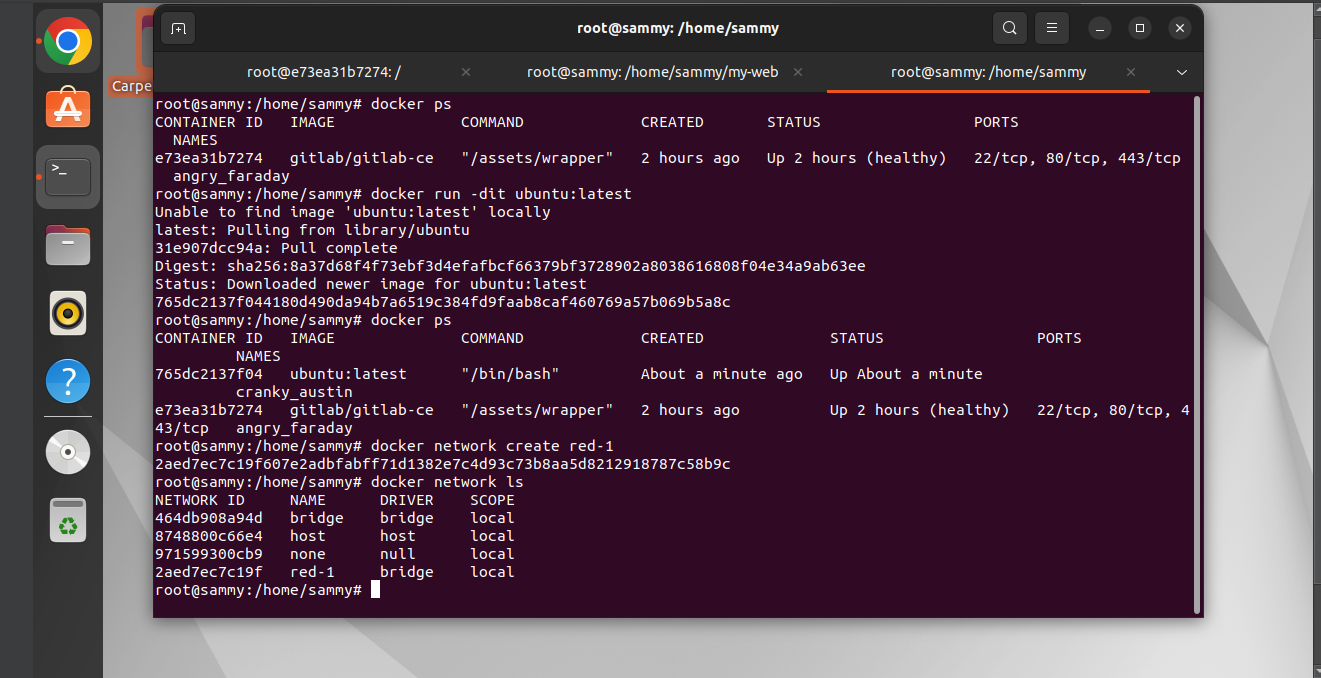 root@sammy: /home/sammy
root@e73ea31b7274: /
root@sammy: /home/sammy/my-web
root@sammy: /home/sammy
Carpe
root@sammy:/home/sammy# docker ps
CONTAINER ID   IMAGE              COMMAND             CREATED       STATUS                 PORTS
  NAMES
e73ea31b7274   gitlab/gitlab-ce   "/assets/wrapper"   2 hours ago   Up 2 hours (healthy)   22/tcp, 80/tcp, 443/tcp
  angry_faraday
root@sammy:/home/sammy# docker run -dit ubuntu:latest
Unable to find image 'ubuntu:latest' locally
latest: Pulling from library/ubuntu
31e907dcc94a: Pull complete
Digest: sha256:8a37d68f4f73ebf3d4efafbcf66379bf3728902a8038616808f04e34a9ab63ee
Status: Downloaded newer image for ubuntu:latest
765dc2137f044180d490da94b7a6519c384fd9faab8caf460769a57b069b5a8c
root@sammy:/home/sammy# docker ps
CONTAINER ID   IMAGE              COMMAND             CREATED              STATUS                 PORTS
         NAMES
765dc2137f04   ubuntu:latest      "/bin/bash"         About a minute ago   Up About a minute
         cranky_austin
e73ea31b7274   gitlab/gitlab-ce   "/assets/wrapper"   2 hours ago          Up 2 hours (healthy)   22/tcp, 80/tcp, 4
43/tcp   angry_faraday
root@sammy:/home/sammy# docker network create red-1
2aed7ec7c19f607e2adbfabff71d1382e7c4d93c73b8aa5d8212918787c58b9c
root@sammy:/home/sammy# docker network ls
NETWORK ID     NAME      DRIVER    SCOPE
464db908a94d   bridge    bridge    local
8748800c66e4   host      host      local
971599300cb9   none      null      local
2aed7ec7c19f   red-1     bridge    local
root@sammy:/home/sammy#